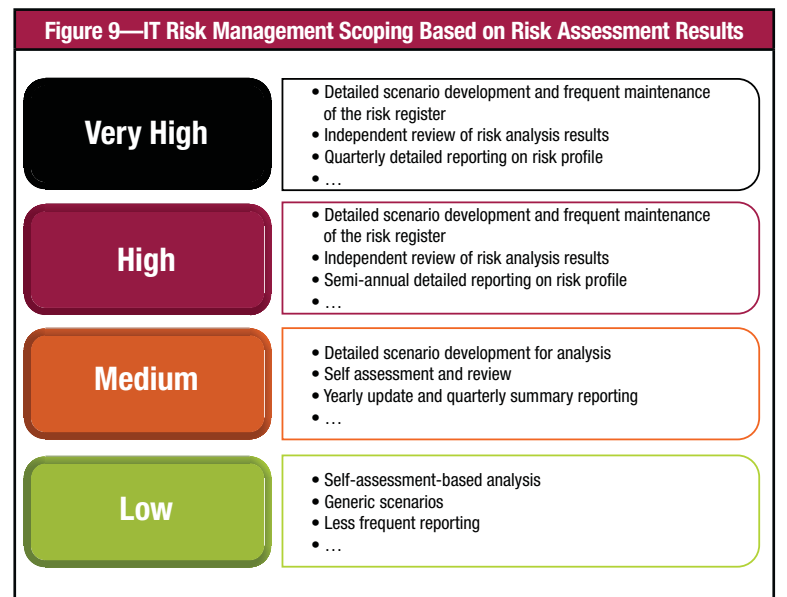 Figure 9—IT Risk Management Scoping Based on Risk Assessment Results
Very High
• Detailed scenario development and frequent maintenance
of the risk register
• Independent review of risk analysis results
• Quarterly detailed reporting on risk profile
• …
High
• Detailed scenario development and frequent maintenance
of the risk register
• Independent review of risk analysis results
• Semi-annual detailed reporting on risk profile
• …
Medium
• Detailed scenario development for analysis
• Self assessment and review
• Yearly update and quarterly summary reporting
• …
Low
• Self-assessment-based analysis
• Generic scenarios
• Less frequent reporting
• …